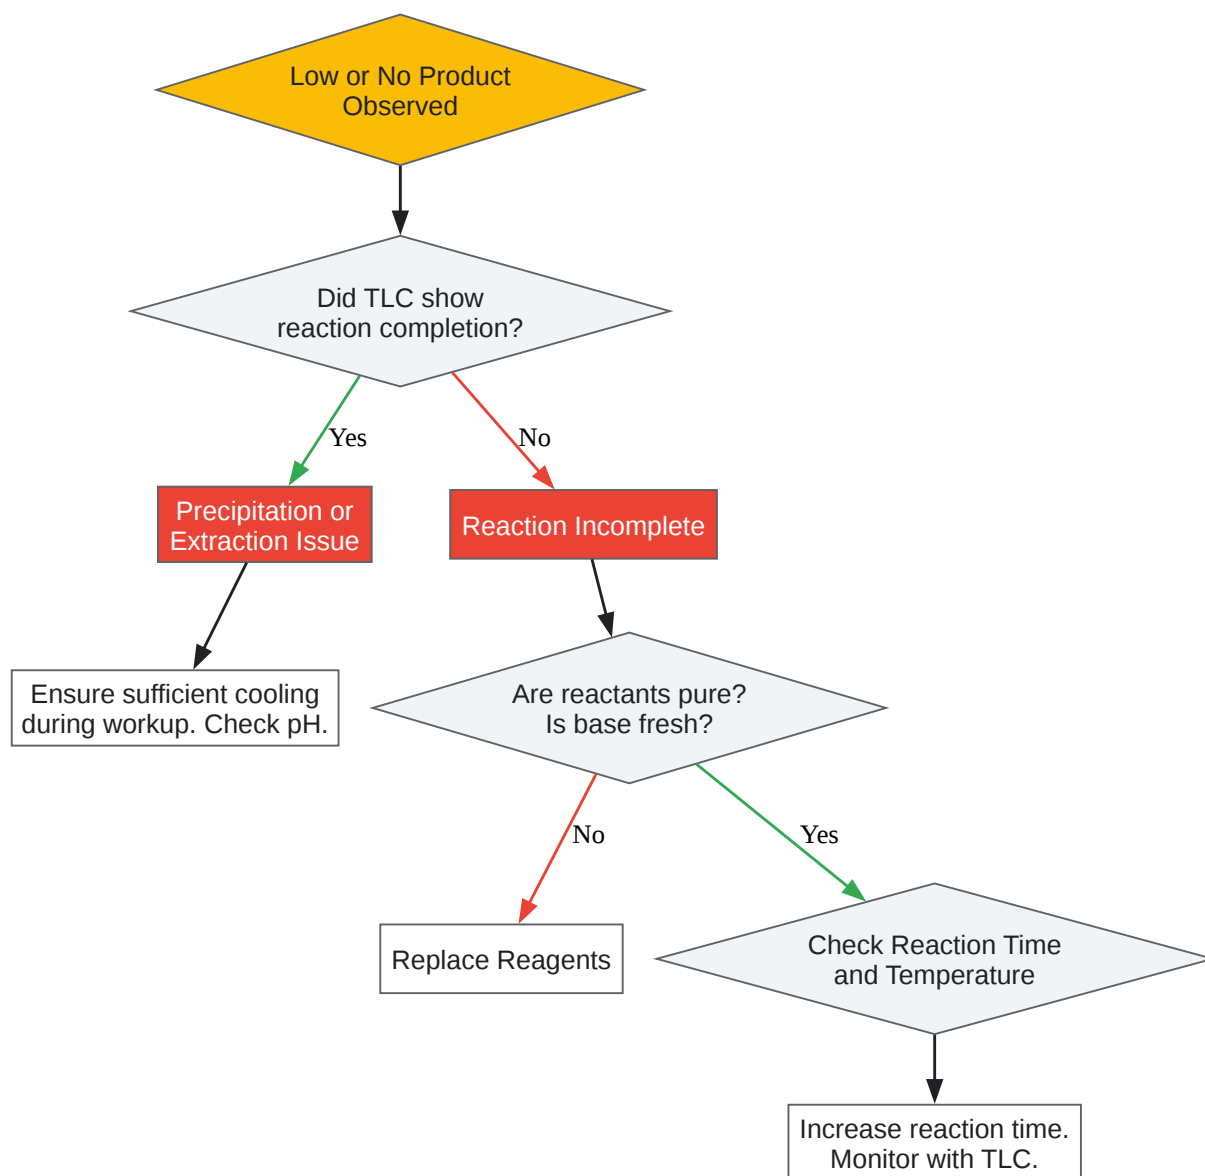 Low or No Product
Observed
Did TLC show
reaction completion?
Yes
No
Precipitation or
Extraction Issue
Reaction Incomplete
Ensure sufficient cooling
during workup. Check pH.
Are reactants pure?
Is base fresh?
No
Yes
Replace Reagents
Check Reaction Time
and Temperature
Increase reaction time.
Monitor with TLC.